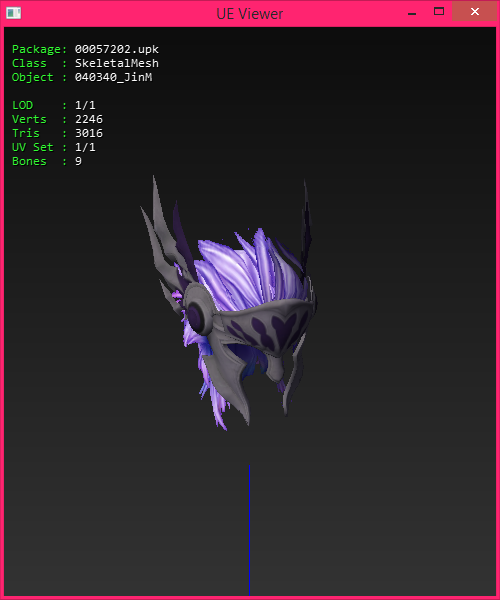 UE Viewer
Package: 00057202.upk
Class : SkeletalMesh
Object : 040340_JinM
LOD : 1/1
Verts : 2246
Tris : 3016
UV Set : 1/1
Bones : 9